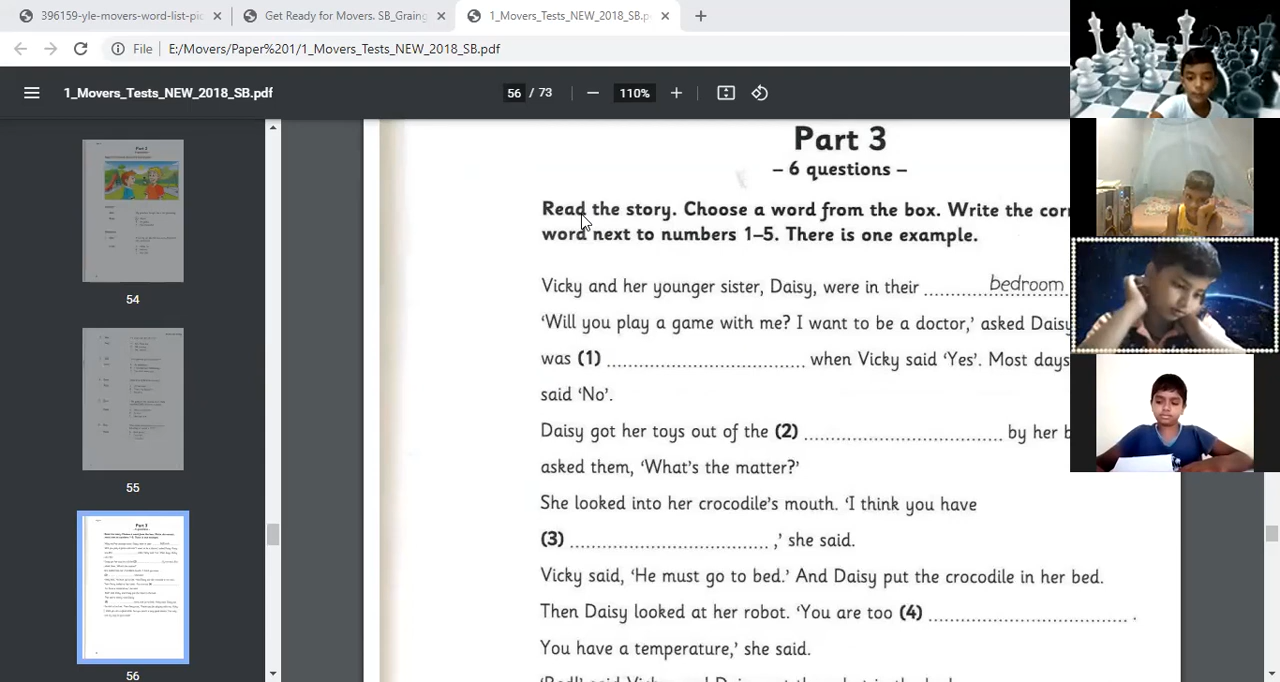 396159-yle-movers-word-list-pic
Get Ready for Movers. SB_Graing
1_Movers_Tests_NEW_2018_SB.pd
File E:/Movers/Paper%201/1_Movers_Tests_NEW_2018_SB.pdf
1_Movers_Tests_NEW_2018_SB.pdf
56 / 73
110%
54
55
56
Part 3
– 6 questions –
Read the story. Choose a word from the box. Write the
word next to numbers 1–5. There is one example.
Vicky and her younger sister, Daisy, were in their bedroom
‘Will you play a game with me? I want to be a doctor,’ asked Daisy
was (1) ........................................ when Vicky said ‘Yes’. Most days
said ‘No’.
Daisy got her toys out of the (2) ........................................ by her
asked them, ‘What’s the matter?’
She looked into her crocodile’s mouth. ‘I think you have
(3) ........................................ ,’ she said.
Vicky said, ‘He must go to bed.’ And Daisy put the crocodile in her bed.
Then Daisy looked at her robot. ‘You are too (4) ........................................ .
You have a temperature,’ she said.